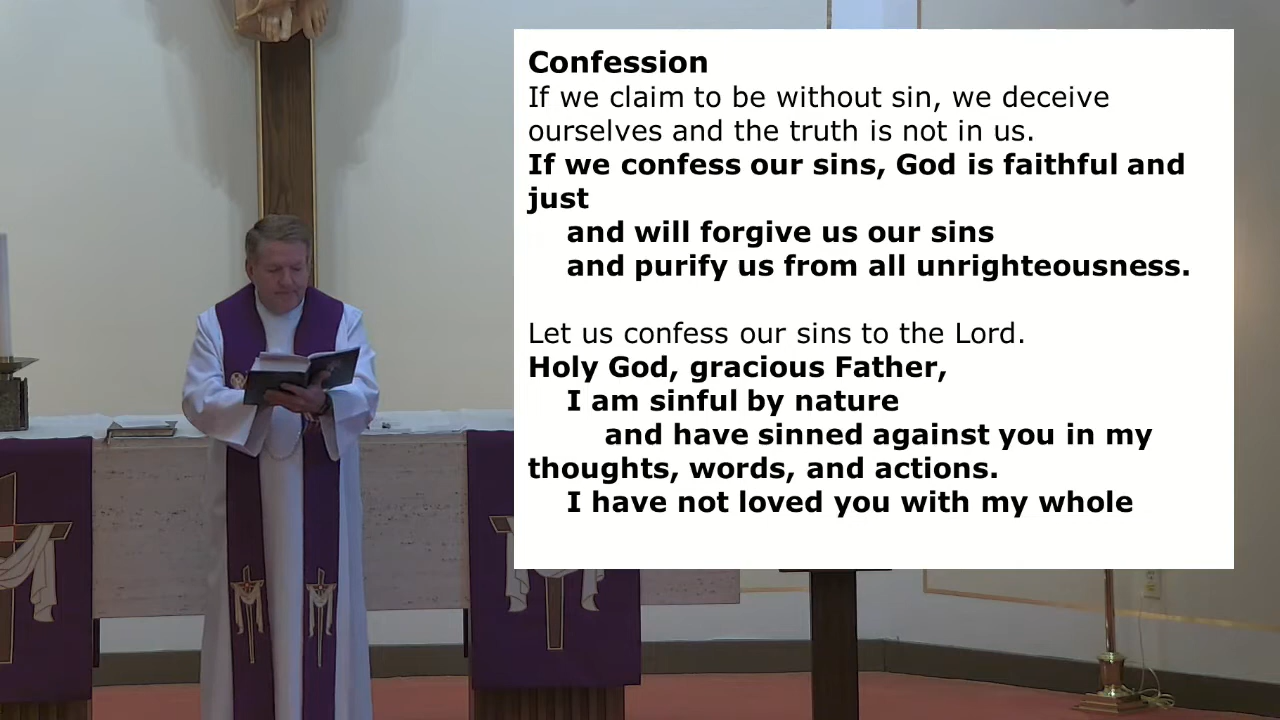 Confession
If we claim to be without sin, we deceive
ourselves and the truth is not in us.
If we confess our sins, God is faithful and
just
and will forgive us our sins
and purify us from all unrighteousness.
Let us confess our sins to the Lord.
Holy God, gracious Father,
I am sinful by nature
and have sinned against you in my
thoughts, words, and actions.
I have not loved you with my whole